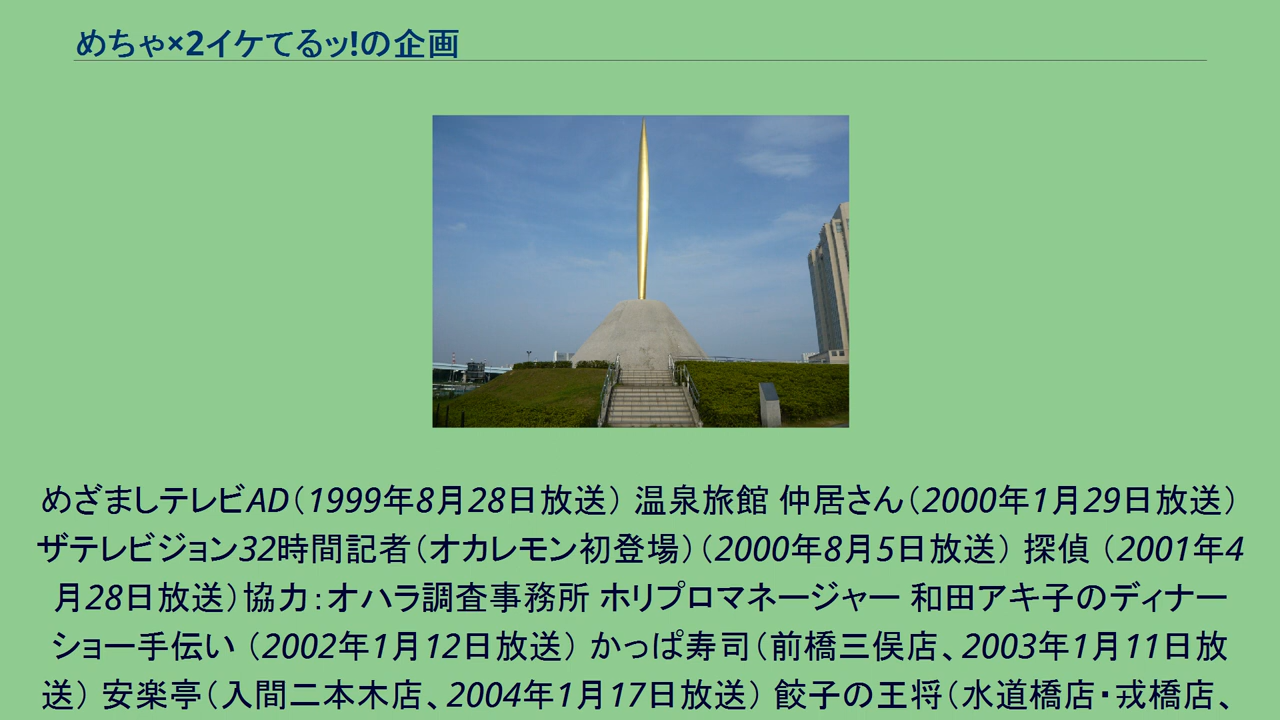 めちゃ×2イケてるッ!の企画
めざましテレビAD（1999年8月28日放送） 温泉旅館 仲居さん（2000年1月29日放送）
ザテレビジョン32時間記者（オカレモン初登場）（2000年8月5日放送） 探偵 （2001年4
月28日放送）協力：オハラ調査事務所 ホリプロマネージャー 和田アキ子のディナー
ショー手伝い （2002年1月12日放送） かっぱ寿司（前橋三俣店、2003年1月11日放
送） 安楽亭（入間二本木店、2004年1月17日放送） 餃子の王将（水道橋店・戎橋店、